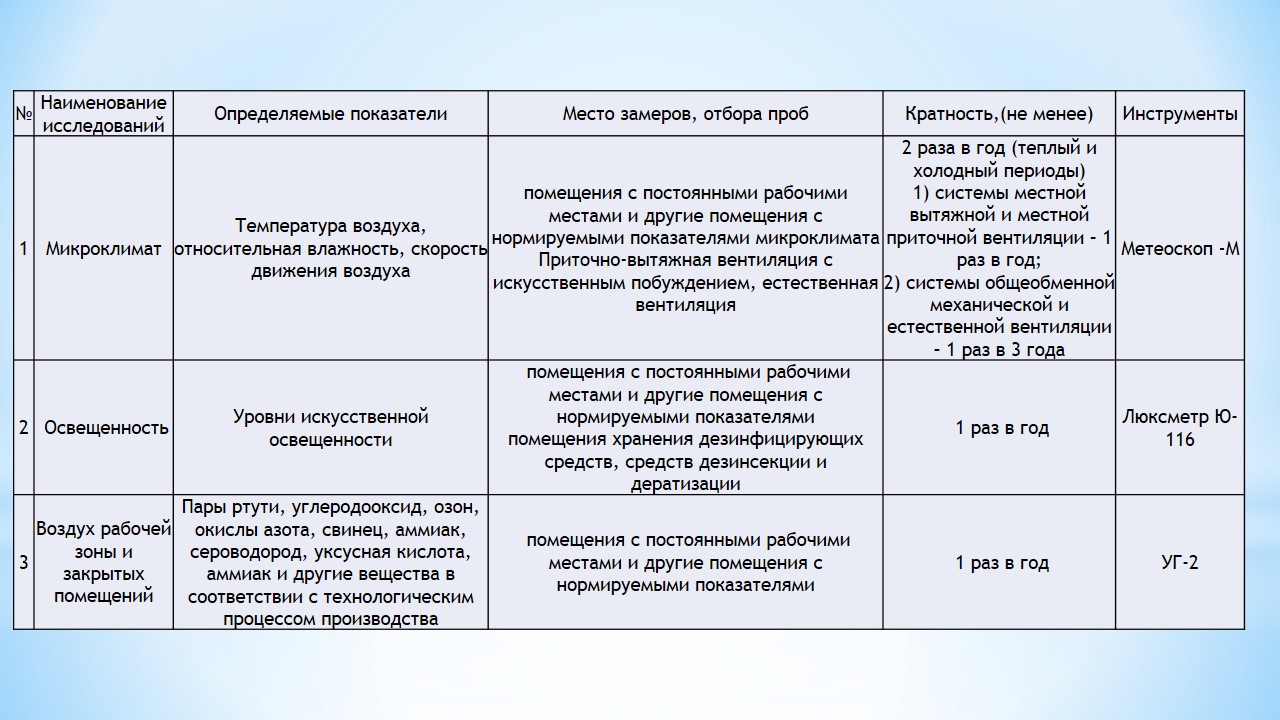 №
Наименование
исследований
Определяемые показатели
Место замеров, отбора проб
Кратность,(не менее)
Инструменты
1
Микроклимат
Температура воздуха,
относительная влажность, скорость
движения воздуха
помещения с постоянными рабочими
местами и другие помещения с
нормируемыми показателями микроклимата
Приточно-вытяжная вентиляция с
искусственным побуждением, естественная
вентиляция
2 раза в год (теплый и
холодный периоды)
1) системы местной
вытяжной и местной
приточной вентиляции – 1
раз в год;
2) системы общеобменной
механической и
естественной вентиляции
– 1 раз в 3 года
Метеоскоп -М
2
Освещенность
Уровни искусственной
освещенности
помещения с постоянными рабочими
местами и другие помещения с
нормируемыми показателями
помещения хранения дезинфицирующих
средств, средств дезинсекции и
дератизации
1 раз в год
Люксметр Ю-
116
3
Воздух рабочей
зоны и
закрытых
помещений
Пары ртути, углеродооксид, озон,
окислы азота, свинец, аммиак,
сероводород, уксусная кислота,
аммиак и другие вещества в
соответствии с технологическим
процессом производства
помещения с постоянными рабочими
местами и другие помещения с
нормируемыми показателями
1 раз в год
УГ-2